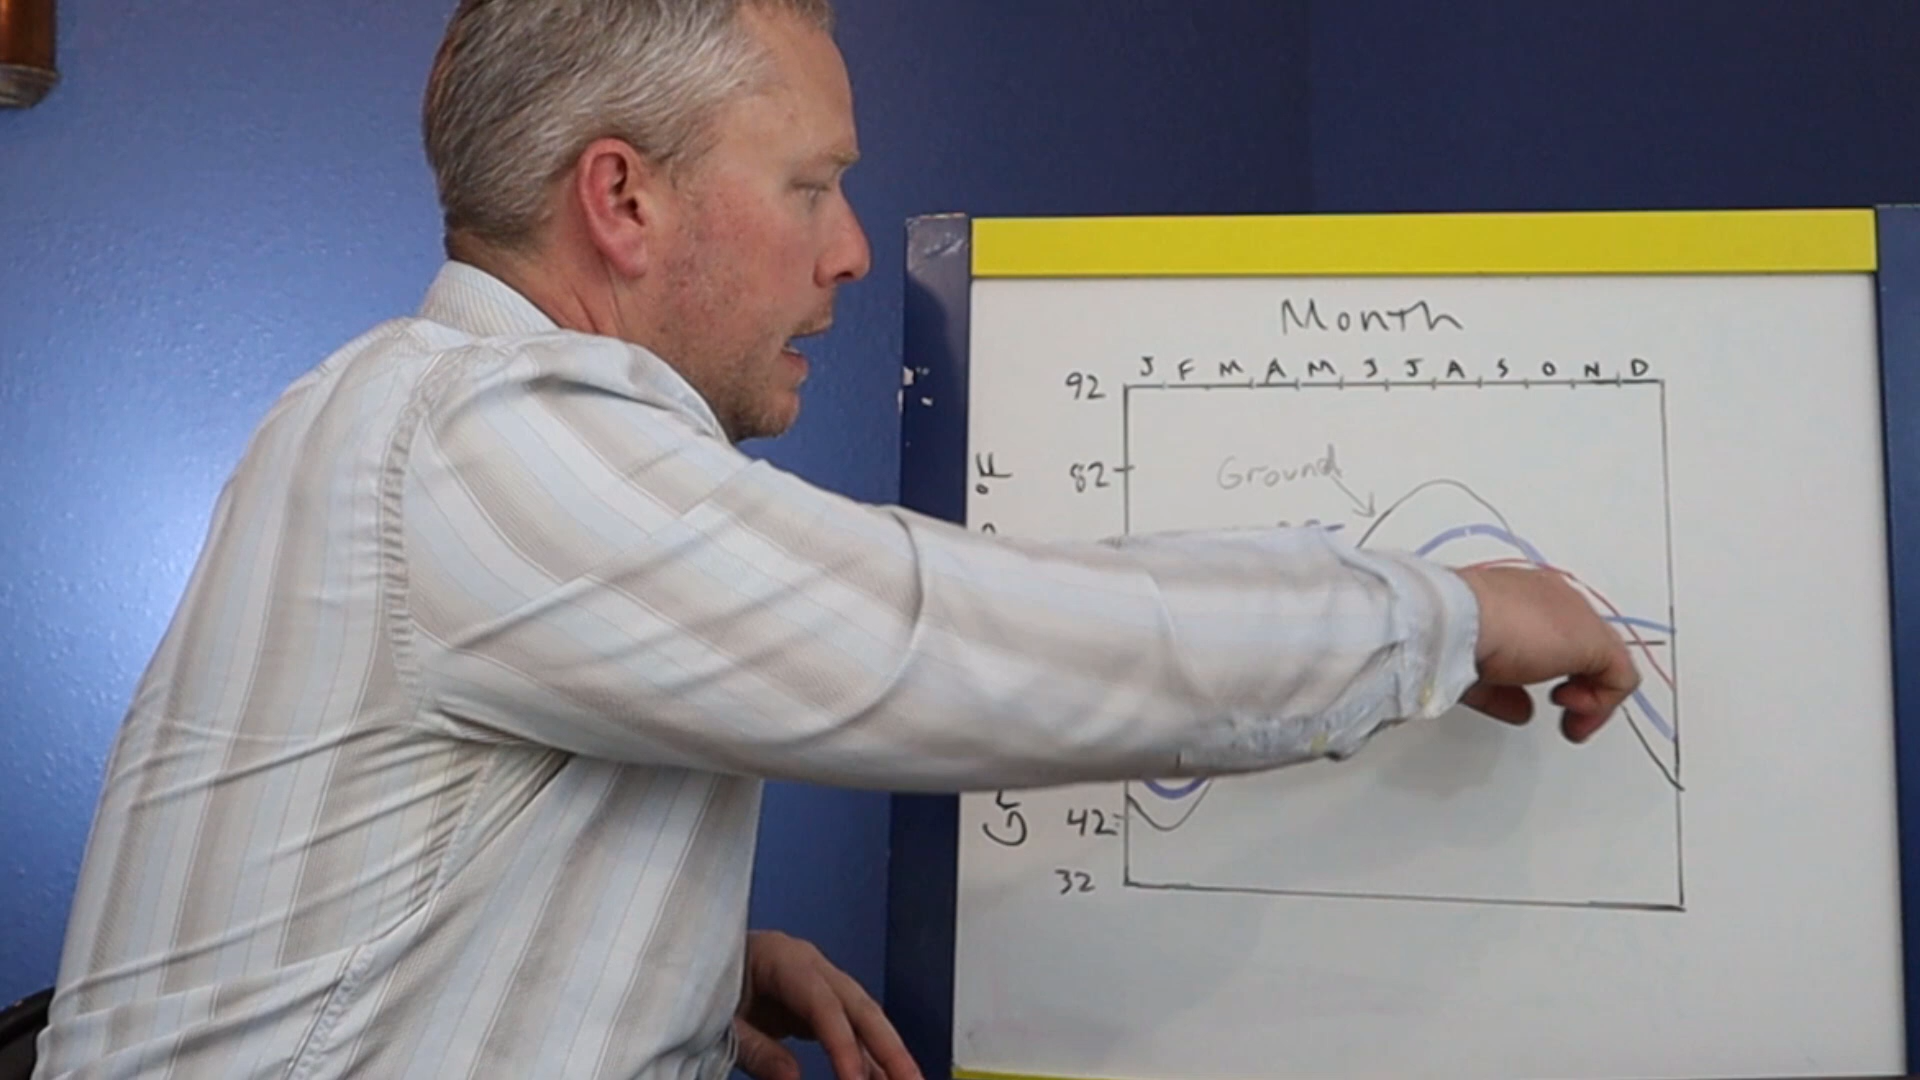 Month
J F M A M J J A S O N D
92
82
Ground
°F
42
32